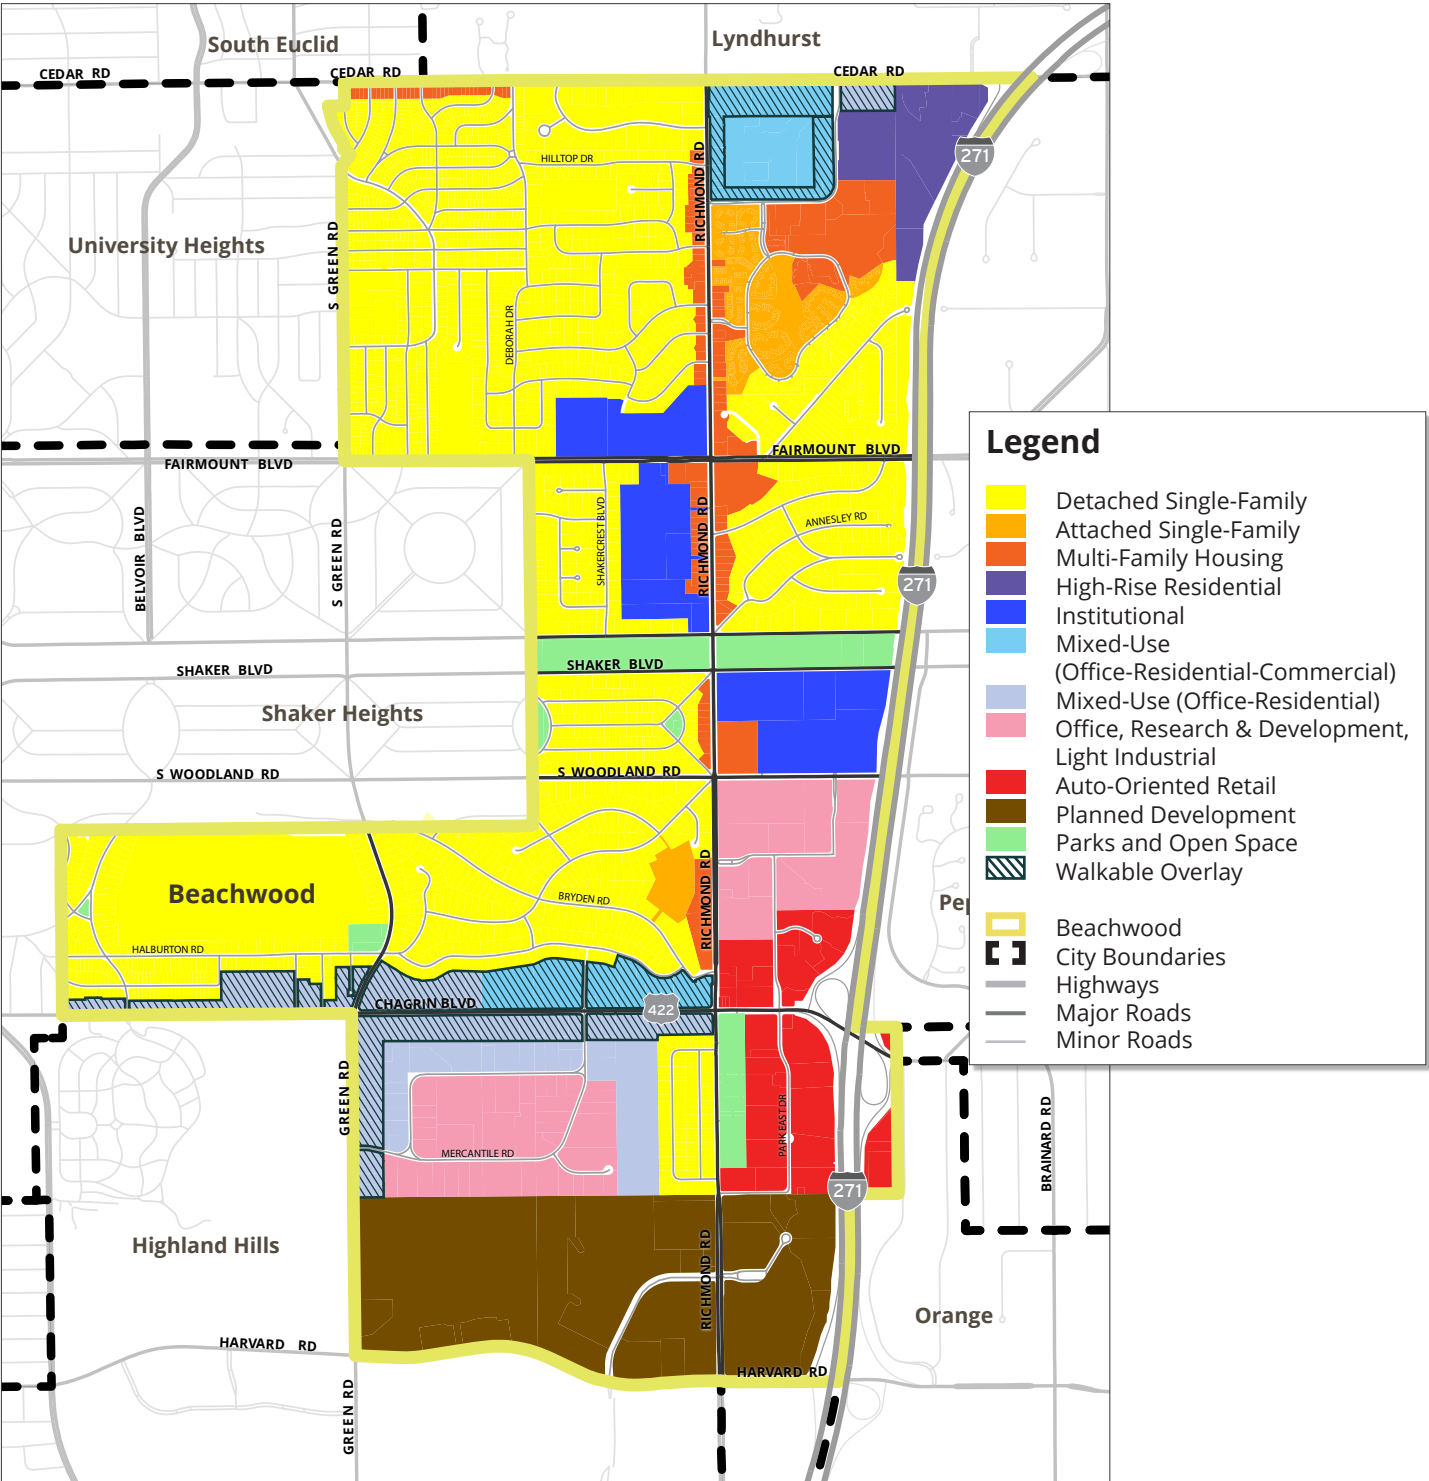 South Euclid
Lyndhurst
CEDAR RD
CEDAR RD
CEDAR RD
271
HILLTOP DR
RICHMOND RD
University Heights
S GREEN RD
DEBORAH DR
FAIRMOUNT BLVD
FAIRMOUNT BLVD
BELVOIR BLVD
S GREEN RD
SHAKERCREST BLVD
RICHMOND RD
ANNESLEY RD
271
SHAKER BLVD
SHAKER BLVD
Shaker Heights
S WOODLAND RD
S WOODLAND RD
Beachwood
BRYDEN RD
RICHMOND RD
HALBURTON RD
CHAGRIN BLVD
422
GREEN RD
MERCANTILE RD
PARK EAST DR
BRAINARD RD
271
Highland Hills
RICHMOND RD
Orange
HARVARD RD
HARVARD RD
GREEN RD
Pep
Legend
Detached Single-Family
Attached Single-Family
Multi-Family Housing
High-Rise Residential
Institutional
Mixed-Use
(Office-Residential-Commercial)
Mixed-Use (Office-Residential)
Office, Research & Development,
Light Industrial
Auto-Oriented Retail
Planned Development
Parks and Open Space
Walkable Overlay
Beachwood
City Boundaries
Highways
Major Roads
Minor Roads